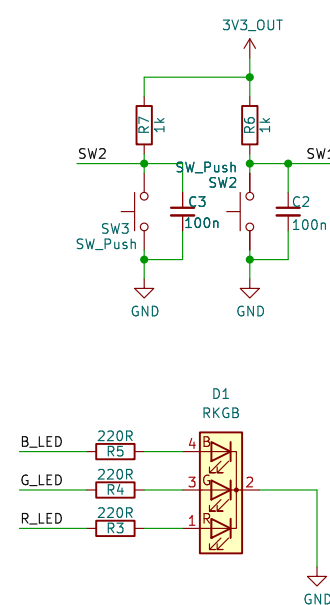 3V3_OUT
R7
1k
R6
1k
SW2
SW_Push
SW2
SW1
C3
100n
C2
100n
SW3
SW_Push
GND
GND
D1
RKGB
B_LED
220R
R5
4
B
G_LED
220R
R4
3
G
2
R_LED
220R
R3
1
R
GND